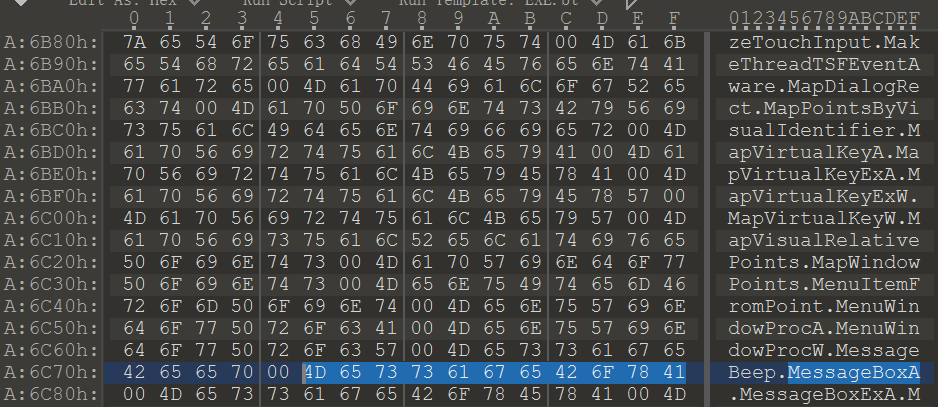 Edit As: Hex Run Script Run Template: EXE.bt
0 1 2 3 4 5 6 7 8 9 A B C D E F 0123456789ABCDEF
A:6B80h: 7A 65 54 6F 75 63 68 49 6E 70 75 74 00 4D 61 6B zeTouchInput.Mak
A:6B90h: 65 54 68 72 65 61 64 54 53 46 45 76 65 6E 74 41 eThreadTSFEventA
A:6BA0h: 77 61 72 65 00 4D 61 70 44 69 61 6C 6F 67 52 65 ware.MapDialogRe
A:6BB0h: 63 74 00 4D 61 70 50 6F 69 6E 74 73 42 79 56 69 ct.MapPointsByVi
A:6BC0h: 73 75 61 6C 49 64 65 6E 74 69 66 69 65 72 00 4D sualIdentifier.M
A:6BD0h: 61 70 56 69 72 74 75 61 6C 4B 65 79 41 00 4D 61 apVirtualKeyA.Ma
A:6BE0h: 70 56 69 72 74 75 61 6C 4B 65 79 45 78 41 00 4D pVirtualKeyExA.M
A:6BF0h: 61 70 56 69 72 74 75 61 6C 4B 65 79 45 78 57 00 apVirtualKeyExW.
A:6C00h: 4D 61 70 56 69 72 74 75 61 6C 4B 65 79 57 00 4D MapVirtualKeyW.M
A:6C10h: 61 70 56 69 73 75 61 6C 52 65 6C 61 74 69 76 65 apVisualRelative
A:6C20h: 50 6F 69 6E 74 73 00 4D 61 70 57 69 6E 64 6F 77 Points.MapWindow
A:6C30h: 50 6F 69 6E 74 73 00 4D 65 6E 75 49 74 65 6D 46 Points.MenuItemF
A:6C40h: 72 6F 6D 50 6F 69 6E 74 00 4D 65 6E 75 57 69 6E romPoint.MenuWin
A:6C50h: 64 6F 77 50 72 6F 63 41 00 4D 65 6E 75 57 69 6E dowProcA.MenuWin
A:6C60h: 64 6F 77 50 72 6F 63 57 00 4D 65 73 73 61 67 65 dowProcW.Message
A:6C70h: 42 65 65 70 00 4D 65 73 73 61 67 65 42 6F 78 41 Beep.MessageBoxA
A:6C80h: 00 4D 65 73 73 61 67 65 42 6F 78 45 78 41 00 4D .MessageBoxExA.M